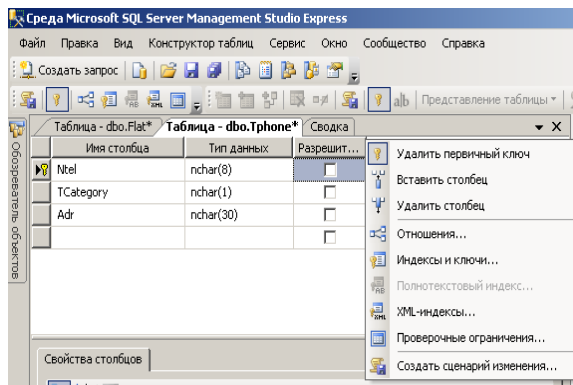 Среда Microsoft SQL Server Management Studio Express
Файл Правка Вид Конструктор таблиц Сервис Окно Сообщество Справка
Создать запрос
Представление таблицы
Таблица - dbo.Flat* Таблица - dbo.Tphone* Сводка
Имя столбца Тип данных Разрешит...
Ntel nchar(8)
TCategory nchar(1)
Adr nchar(30)
Обозреватель объектов
Удалить первичный ключ
Вставить столбец
Удалить столбец
Отношения...
Индексы и ключи...
Полнотекстовый индекс...
XML-индексы...
Проверочные ограничения...
Создать сценарий изменения...
Свойства столбцов